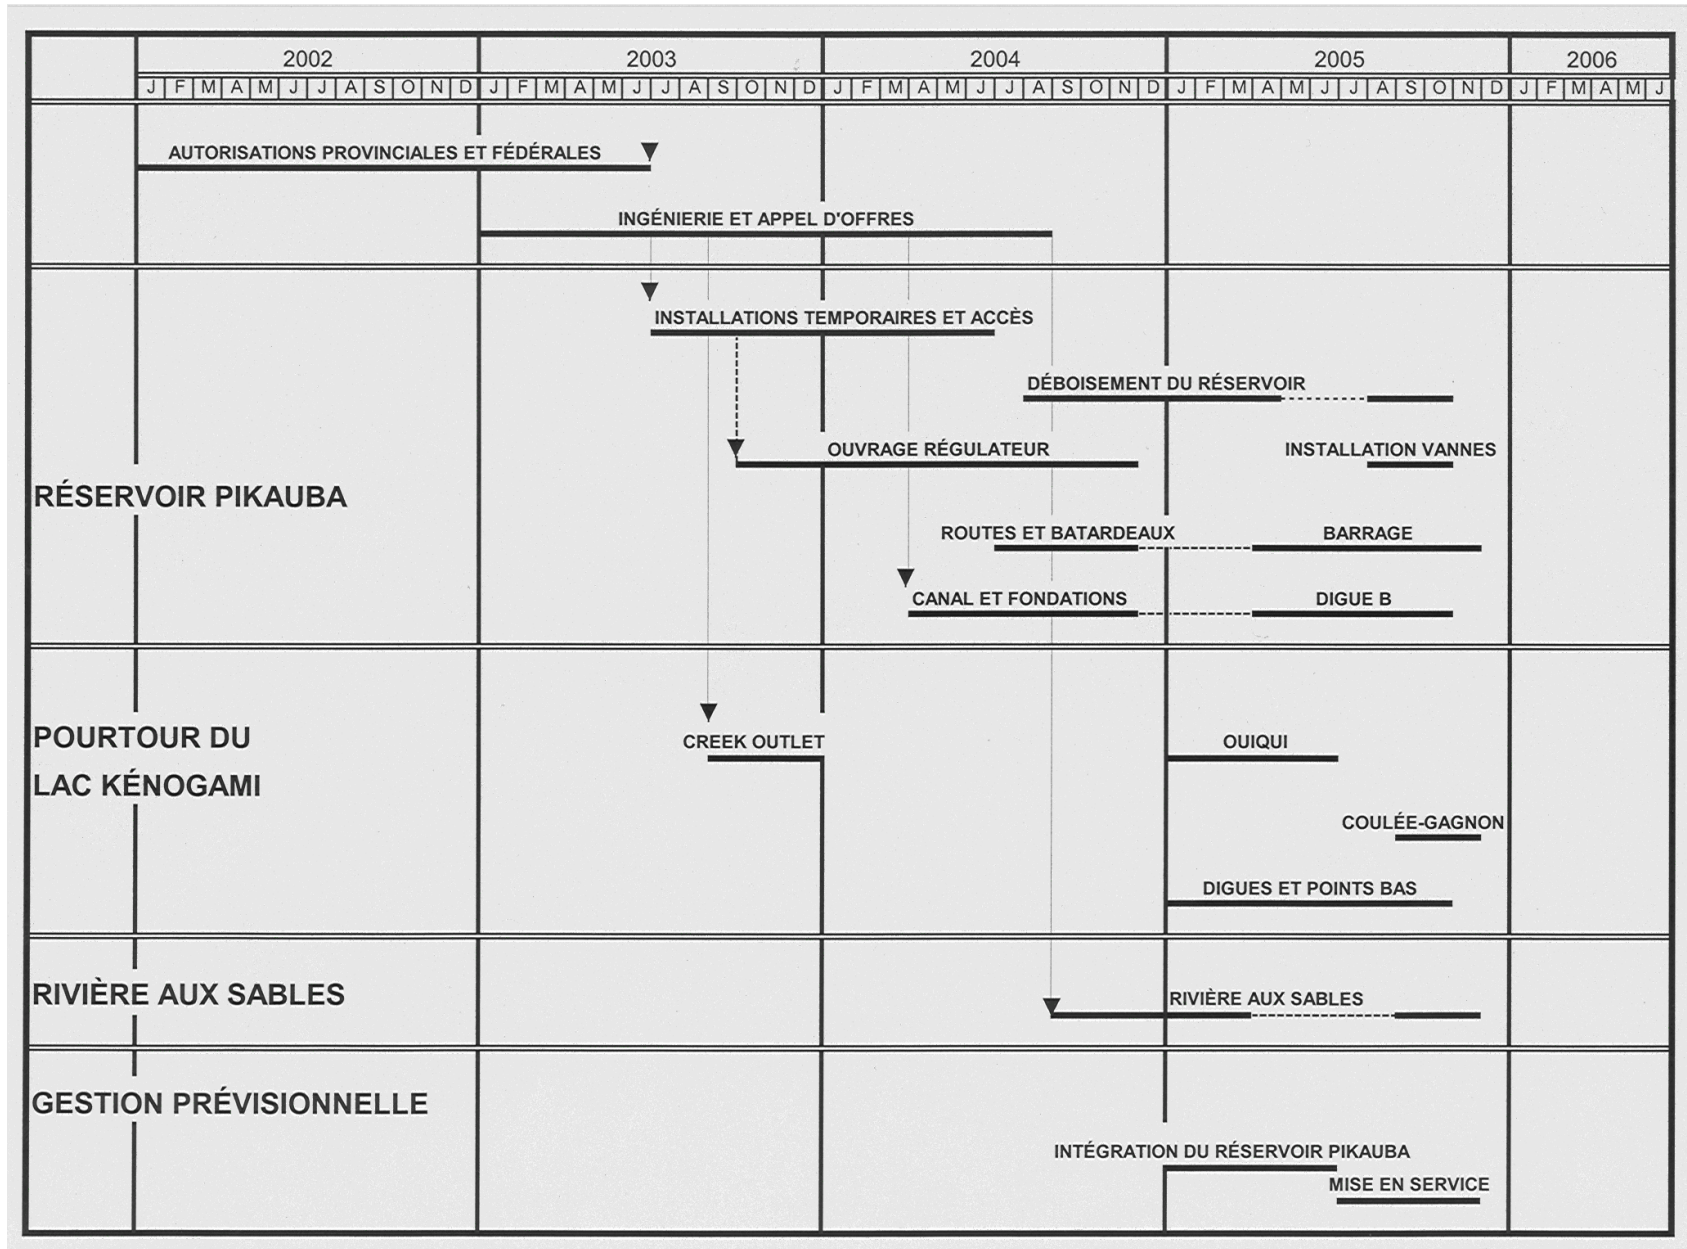 2002 2003 2004 2005 2006
J F M A M J J A S O N D J F M A M J J A S O N D J F M A M J J A S O N D J F M A M J J A S O N D J F M A M J
AUTORISATIONS PROVINCIALES ET FÉDÉRALES
INGÉNIERIE ET APPEL D'OFFRES
INSTALLATIONS TEMPORAIRES ET ACCÈS
DÉBOISEMENT DU RÉSERVOIR
OUVRAGE RÉGULATEUR INSTALLATION VANNES
RÉSERVOIR PIKAUBA
ROUTES ET BATARDEAUX BARRAGE
CANAL ET FONDATIONS DIGUE B
POURTOUR DU
CREEK OUTLET OUIQUI
LAC KÉNOGAMI
COULÉE-GAGNON
DIGUES ET POINTS BAS
RIVIÈRE AUX SABLES RIVIÈRE AUX SABLES
GESTION PRÉVISIONNELLE
INTÉGRATION DU RÉSERVOIR PIKAUBA
MISE EN SERVICE